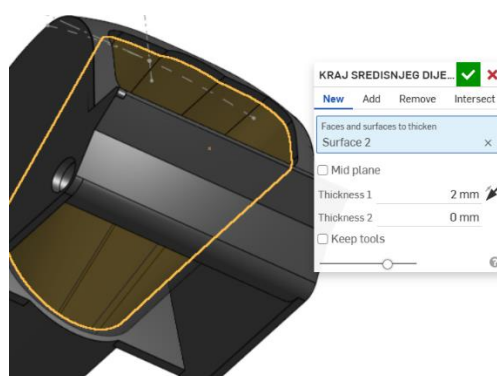 KRAJ SREDISNJEG DIJE...
New Add Remove Intersect
Faces and surfaces to thicken
Surface 2
Mid plane
Thickness 1 2 mm
Thickness 2 0 mm
Keep tools